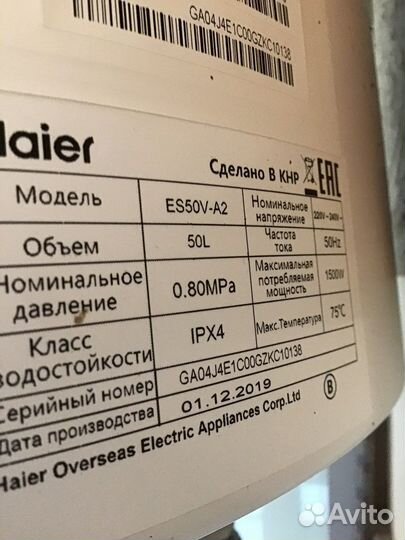 GA04J4E1C00GZKC10138
Haier
Сделано В КНР EAC
Модель ES50V-A2 Номинальное напряжение 220V~240V~
Объем 50L Частота тока 50Hz
Номинальное давление 0.80MPa Максимальная потребляемая мощность 1500W
Класс водостойкости IPX4 Макс.Температура 75℃
Серийный номер GA04J4E1C00GZKC10138
Дата производства 01.12.2019 B
Haier Overseas Electric Appliances Corp.Ltd
Avito